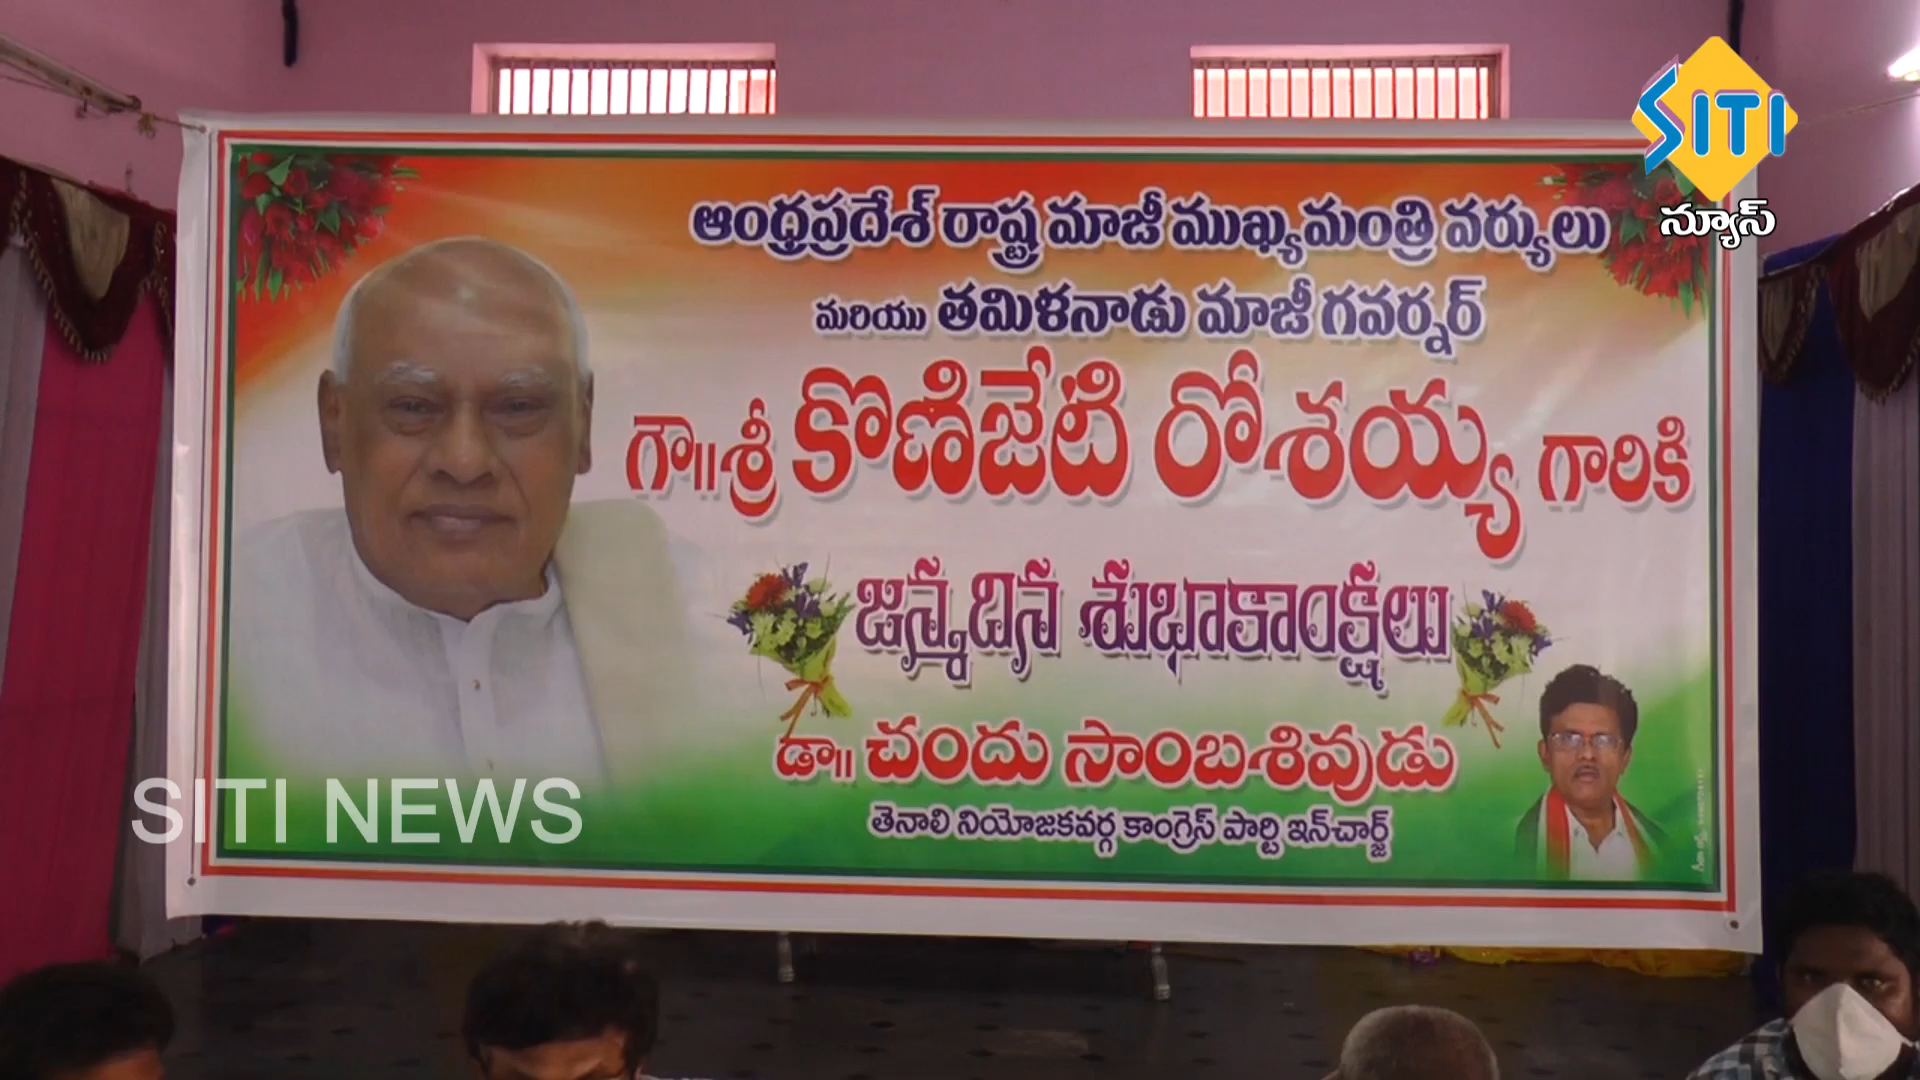 SITI
న్యూస్
ఆంధ్రప్రదేశ్ రాష్ట్ర మాజీ ముఖ్యమంత్రి వర్యులు
మరియు తమిళనాడు మాజీ గవర్నర్
గౌ॥శ్రీ కొణిజేటి రోశయ్య గారికి
జన్మదిన శుభాకాంక్షలు
డా॥ చందు సాంబశివుడు
తెనాలి నియోజకవర్గ కాంగ్రెస్ పార్టి ఇన్‌చార్జ్
SITI NEWS